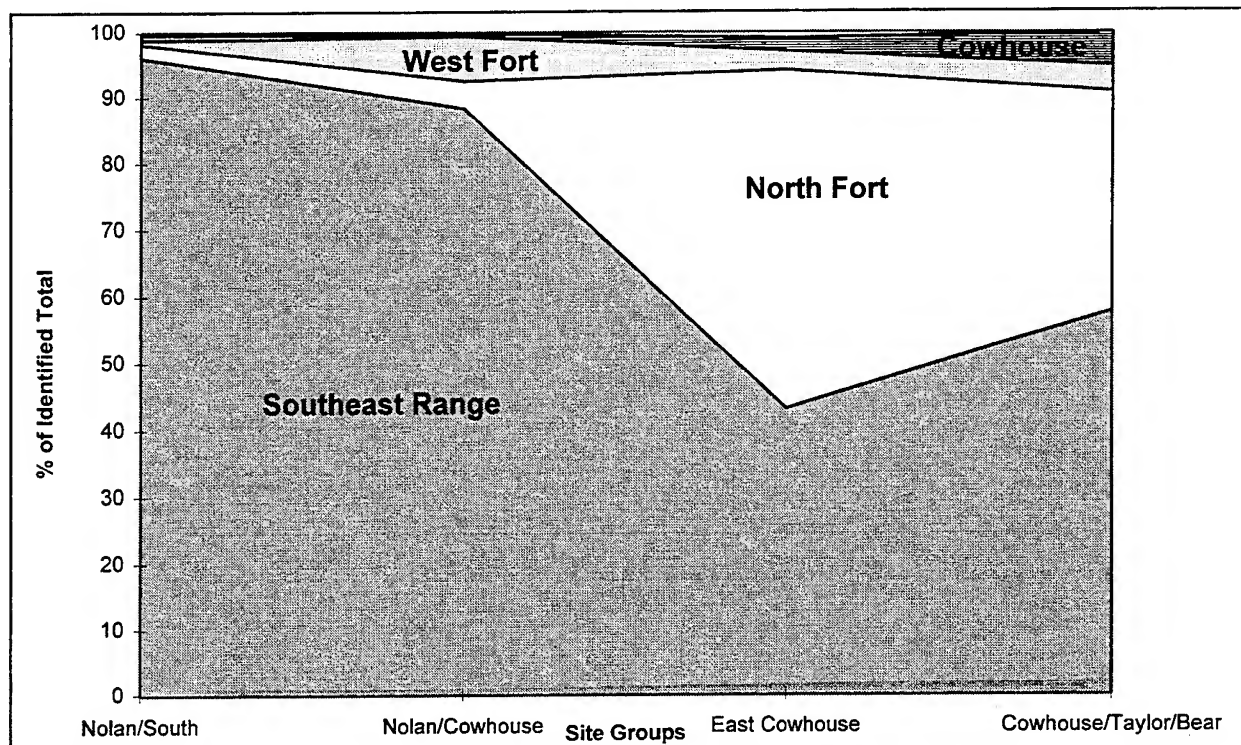 100
90
80
70
60
50
40
30
20
10
0
% of Identified Total
Cowhouse
West Fort
North Fort
Southeast Range
Nolan/South
Nolan/Cowhouse
East Cowhouse
Cowhouse/Taylor/Bear
Site Groups